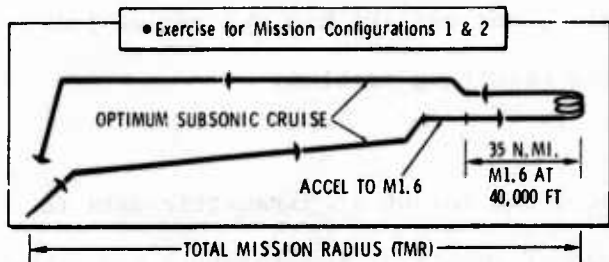 • Exercise for Mission Configurations 1 & 2
OPTIMUM SUBSONIC CRUISE
35 N.MI.
ACCEL TO M1.6
M1.6 AT
40,000 FT
TOTAL MISSION RADIUS (TMR)